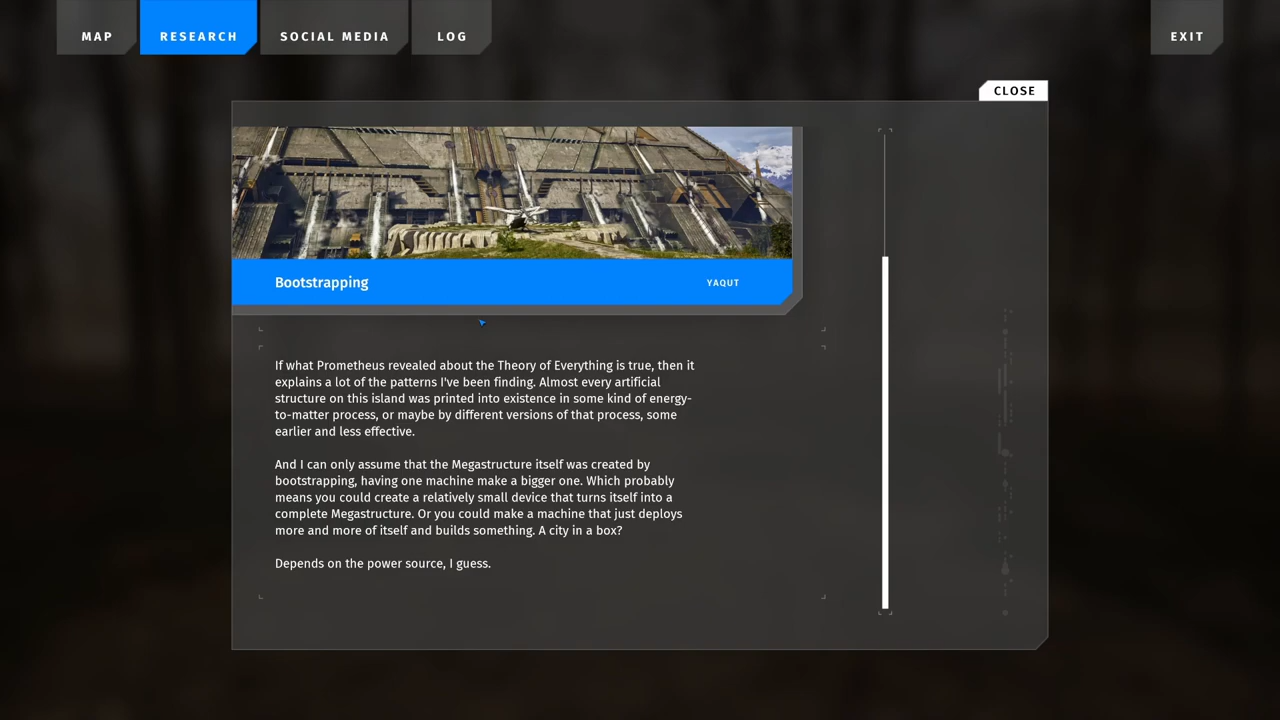 MAP
RESEARCH
SOCIAL MEDIA
LOG
EXIT
CLOSE
Bootstrapping
YAQUT
If what Prometheus revealed about the Theory of Everything is true, then it
explains a lot of the patterns I've been finding. Almost every artificial
structure on this island was printed into existence in some kind of energy-
to-matter process, or maybe by different versions of that process, some
earlier and less effective.
And I can only assume that the Megastructure itself was created by
bootstrapping, having one machine make a bigger one. Which probably
means you could create a relatively small device that turns itself into a
complete Megastructure. Or you could make a machine that just deploys
more and more of itself and builds something. A city in a box?
Depends on the power source, I guess.